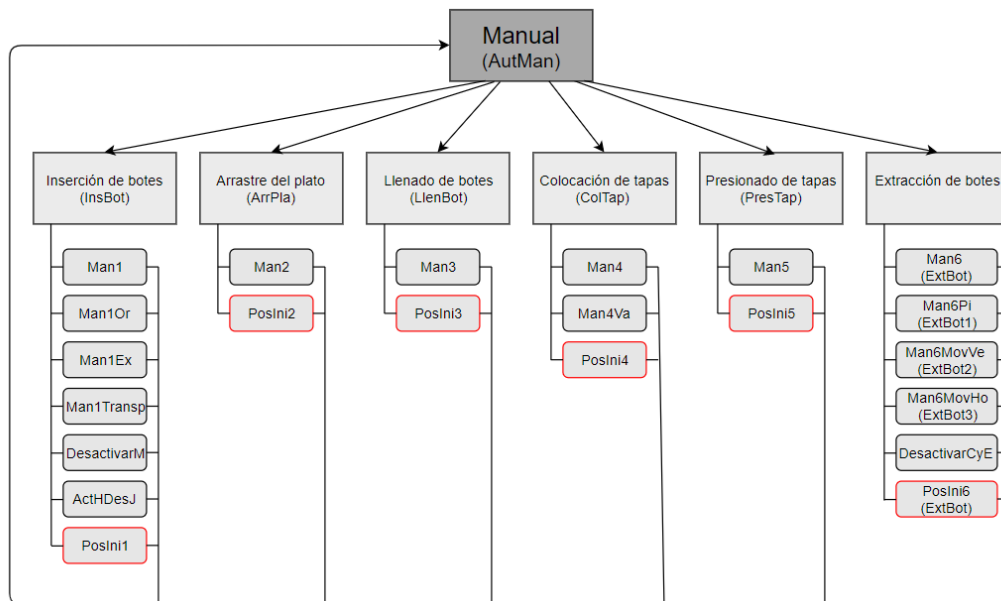 Manual
(AutMan)
Inserción de botes
(InsBot)
Man1
Man1Or
Man1Ex
Man1Transp
DesactivarM
ActHDesJ
PosIni1
Arrastre del plato
(ArrPla)
Man2
PosIni2
Llenado de botes
(LlenBot)
Man3
PosIni3
Colocación de tapas
(ColTap)
Man4
Man4Va
PosIni4
Presionado de tapas
(PresTap)
Man5
PosIni5
Extracción de botes
Man6
(ExtBot)
Man6Pi
(ExtBot1)
Man6MovVe
(ExtBot2)
Man6MovHo
(ExtBot3)
DesactivarCyE
PosIni6
(ExtBot)